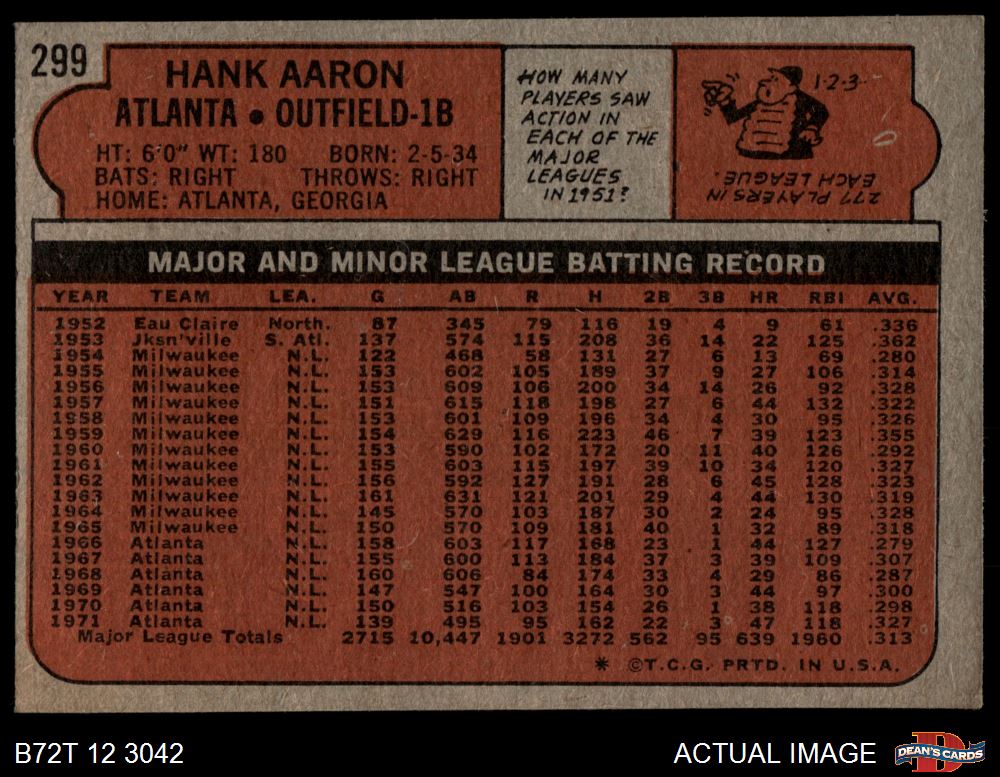 299
HANK AARON
ATLANTA • OUTFIELD-1B
HT: 6'0" WT: 180 BORN: 2-5-34
BATS: RIGHT THROWS: RIGHT
HOME: ATLANTA, GEORGIA
HOW MANY
PLAYERS SAW
ACTION IN
EACH OF THE
MAJOR
LEAGUES
IN 1951?
1-2-3-
277 PLAYERS IN
EACH LEAGUE.
MAJOR AND MINOR LEAGUE BATTING RECORD
YEAR TEAM LEA. G AB R H 2B 3B HR RBI AVG.
1952 Eau Claire North. 87 345 79 116 19 4 9 61 .336
1953 Jksn'ville S. Atl. 137 574 115 208 36 14 22 125 .362
1954 Milwaukee N.L. 122 468 58 131 27 6 13 69 .280
1955 Milwaukee N.L. 153 602 105 189 37 9 27 106 .314
1956 Milwaukee N.L. 153 609 106 200 34 14 26 92 .328
1957 Milwaukee N.L. 151 615 118 198 27 6 44 132 .322
1958 Milwaukee N.L. 153 601 109 196 34 4 30 95 .326
1959 Milwaukee N.L. 154 629 116 223 46 7 39 123 .355
1960 Milwaukee N.L. 153 590 102 172 20 11 40 126 .292
1961 Milwaukee N.L. 155 603 115 197 39 10 34 120 .327
1962 Milwaukee N.L. 156 592 127 191 28 6 45 128 .323
1963 Milwaukee N.L. 161 631 121 201 29 4 44 130 .319
1964 Milwaukee N.L. 145 570 103 187 30 2 24 95 .328
1965 Milwaukee N.L. 150 570 109 181 40 1 32 89 .318
1966 Atlanta N.L. 158 603 117 168 23 1 44 127 .279
1967 Atlanta N.L. 155 600 113 184 37 3 39 109 .307
1968 Atlanta N.L. 160 606 84 174 33 4 29 86 .287
1969 Atlanta N.L. 147 547 100 164 30 3 44 97 .300
1970 Atlanta N.L. 150 516 103 154 26 1 38 118 .298
1971 Atlanta N.L. 139 495 95 162 22 3 47 118 .327
Major League Totals 2715 10,447 1901 3272 562 95 639 1960 .313
* ©T.C.G. PRTD. IN U.S.A.
B72T 12 3042
ACTUAL IMAGE
DEAN'S CARDS